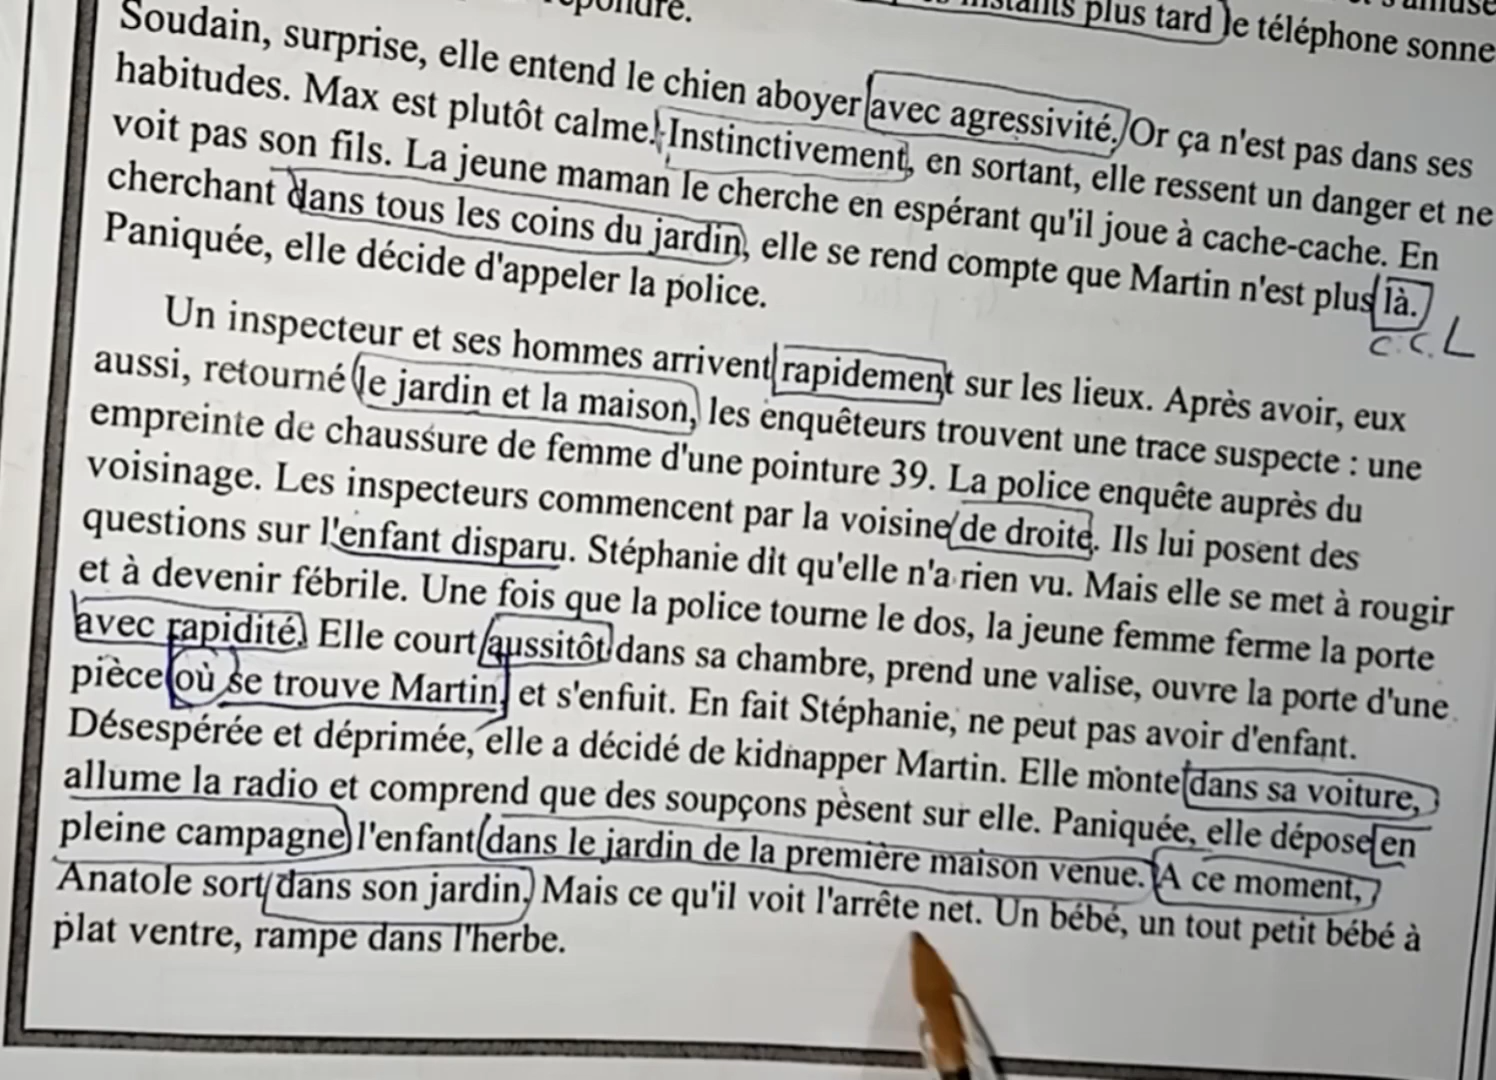 plus tard le téléphone sonne
Soudain, surprise, elle entend le chien aboyer avec agressivité. Or ça n'est pas dans ses
habitudes. Max est plutôt calme. Instinctivement, en sortant, elle ressent un danger et ne
voit pas son fils. La jeune maman le cherche en espérant qu'il joue à cache-cache. En
cherchant dans tous les coins du jardin, elle se rend compte que Martin n'est plus là.
C.C.L
Paniquée, elle décide d'appeler la police.
Un inspecteur et ses hommes arrivent rapidement sur les lieux. Après avoir, eux
aussi, retourné le jardin et la maison, les enquêteurs trouvent une trace suspecte : une
empreinte de chaussure de femme d'une pointure 39. La police enquête auprès du
voisinage. Les inspecteurs commencent par la voisine de droite. Ils lui posent des
questions sur l'enfant disparu. Stéphanie dit qu'elle n'a rien vu. Mais elle se met à rougir
et à devenir fébrile. Une fois que la police tourne le dos, la jeune femme ferme la porte
avec rapidité. Elle court aussitôt dans sa chambre, prend une valise, ouvre la porte d'une
pièce où se trouve Martin, et s'enfuit. En fait Stéphanie, ne peut pas avoir d'enfant.
Désespérée et déprimée, elle a décidé de kidnapper Martin. Elle monte dans sa voiture,
allume la radio et comprend que des soupçons pèsent sur elle. Paniquée, elle dépose en
pleine campagne l'enfant dans le jardin de la première maison venue. A ce moment,
Anatole sort dans son jardin. Mais ce qu'il voit l'arrête net. Un bébé, un tout petit bébé à
plat ventre, rampe dans l'herbe.